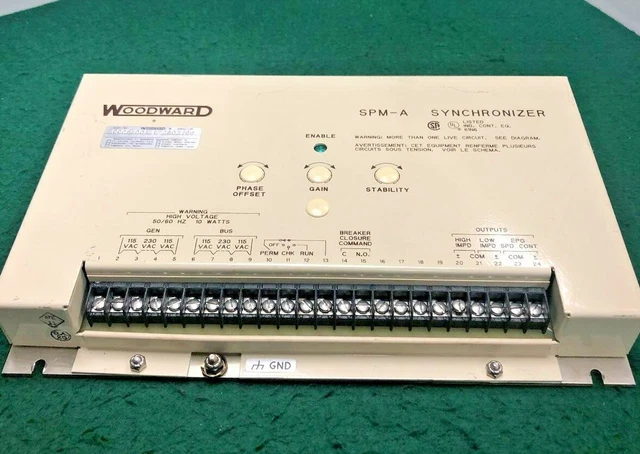 WOODWARD
SPM-A SYNCHRONIZER
LISTED
IND. CONT. EQ.
ENABLE
WARNING: MORE THAN ONE LIVE CIRCUIT. SEE DIAGRAM.
AVERTISSEMENT: CET EQUIPMENT RENFERME PLUSIEURS
CIRCUITS SOUS TENSION. VOIR LE SCHEMA.
PHASE
OFFSET
GAIN
STABILITY
WARNING
HIGH VOLTAGE
50/60 HZ 10 WATTS
GEN
BUS
115 230 115
VAC VAC VAC
115 230 115
VAC VAC VAC
OFF
PERM CHK RUN
BREAKER
CLOSURE
COMMAND
C N.O.
OUTPUTS
HIGH
IMPD
LOW
IMPD
EPG
SPD CONT
± COM ± COM ±
1 2 3 4 5 6 7 8 9 10 11 12 13 14 15 16 17 18 19 20 21 22 23 24
GND